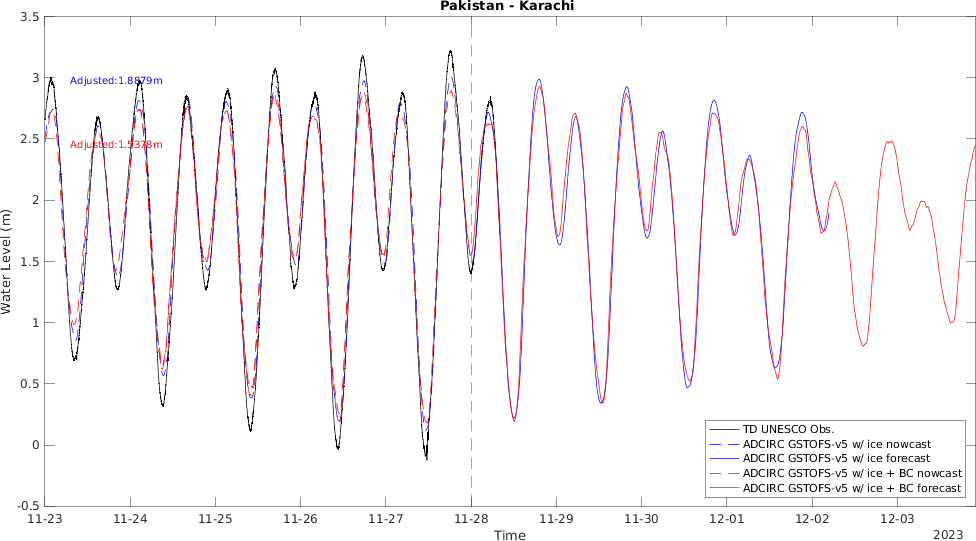 Pakistan - Karachi
3.5
3
2.5
2
1.5
1
0.5
0
-0.5
Water Level (m)
Adjusted:1.8879m
Adjusted:1.5378m
TD UNESCO Obs.
ADCIRC GSTOFS-v5 w/ ice nowcast
ADCIRC GSTOFS-v5 w/ ice forecast
ADCIRC GSTOFS-v5 w/ ice + BC nowcast
ADCIRC GSTOFS-v5 w/ ice + BC forecast
11-23 11-24 11-25 11-26 11-27 11-28 11-29 11-30 12-01 12-02 12-03
Time
2023